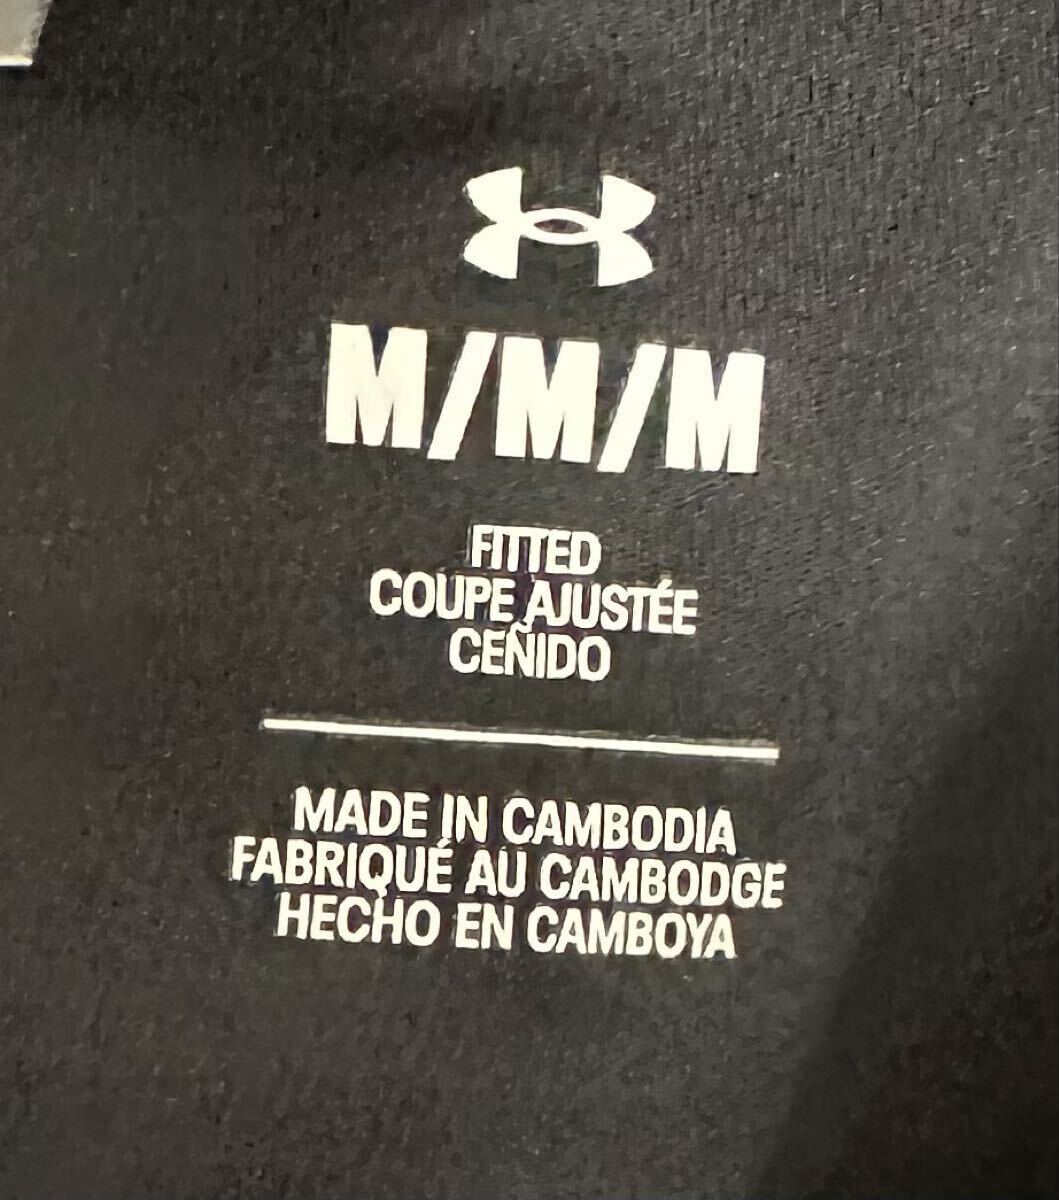 M/M/M
FITTED
COUPE AJUSTÉE
CEÑIDO
MADE IN CAMBODIA
FABRIQUÉ AU CAMBODGE
HECHO EN CAMBOYA